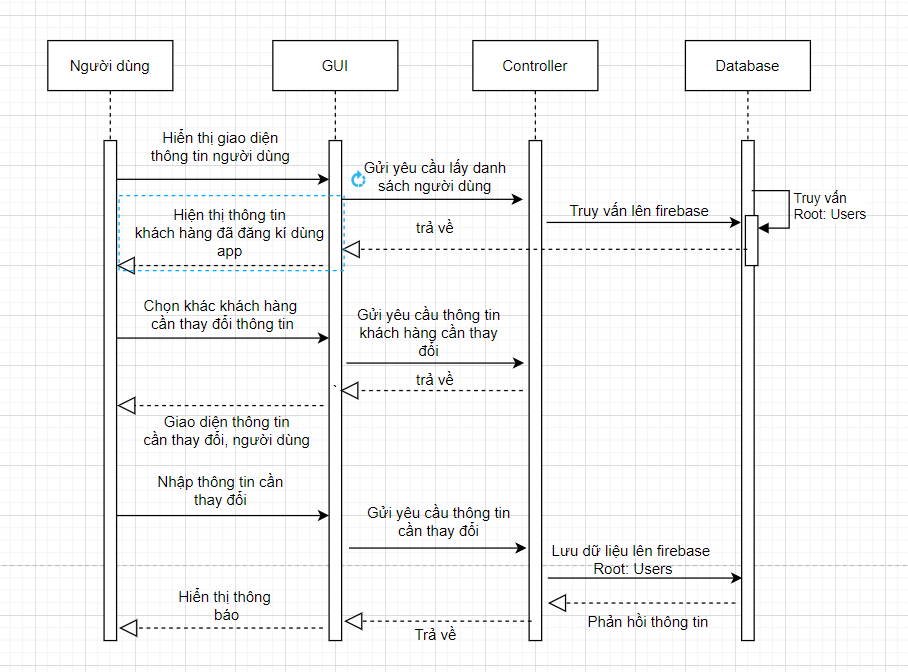 Người dùng
GUI
Controller
Database
Hiển thị giao diện
thông tin người dùng
Gửi yêu cầu lấy danh
sách người dùng
Truy vấn lên firebase
Truy vấn
Root: Users
Hiện thị thông tin
khách hàng đã đăng kí dùng
app
trả về
Chọn khác khách hàng
cần thay đổi thông tin
Gửi yêu cầu thông tin
khách hàng cần thay
đổi
trả về
Giao diện thông tin
cần thay đổi, người dùng
Nhập thông tin cần
thay đổi
Gửi yêu cầu thông tin
cần thay đổi
Lưu dữ liệu lên firebase
Root: Users
Phản hồi thông tin
Trả về
Hiển thị thông
báo